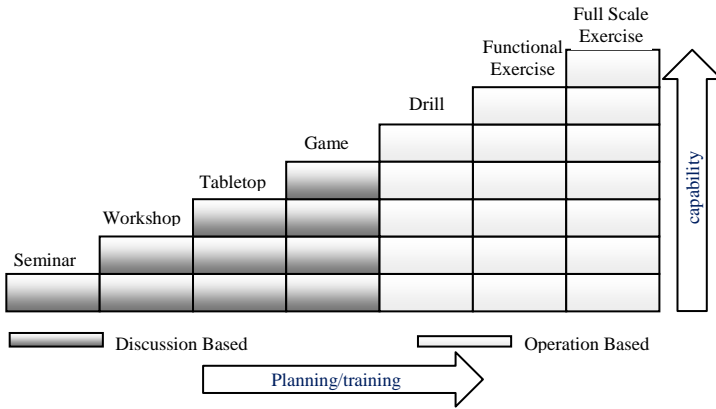 Full Scale
Exercise
Functional
Exercise
Drill
Game
Tabletop
Workshop
Seminar
capability
Discussion Based
Operation Based
Planning/training